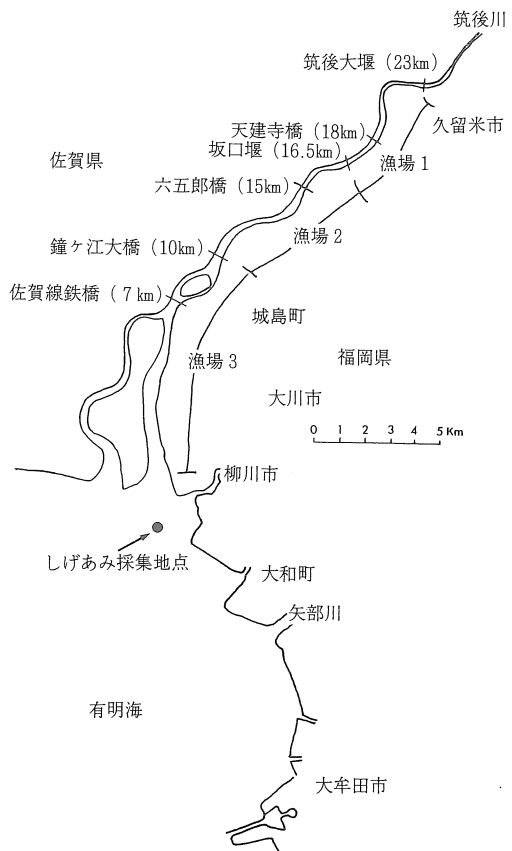 筑後川
筑後大堰（23km）
久留米市
天建寺橋（18km）
坂口堰（16.5km）
漁場1
佐賀県
六五郎橋（15km）
漁場2
鐘ヶ江大橋（10km）
佐賀線鉄橋（7km）
城島町
漁場3
福岡県
大川市
0 1 2 3 4 5 Km
柳川市
しげあみ採集地点
大和町
矢部川
有明海
大牟田市